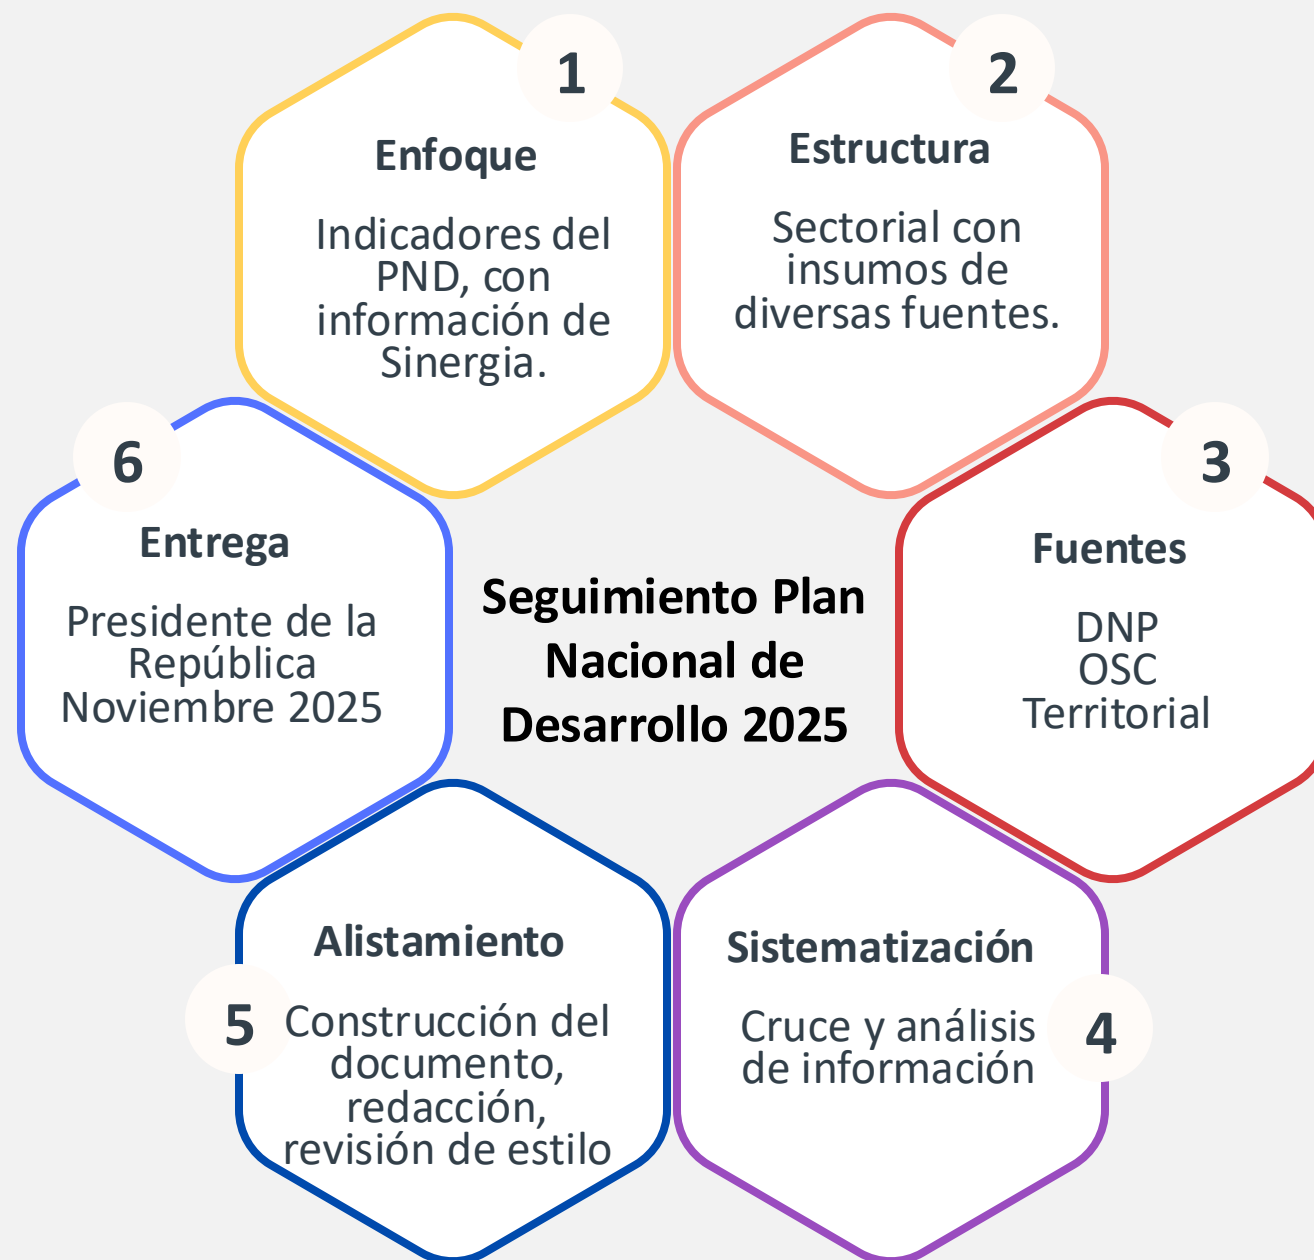 1
Enfoque
Indicadores del
PND, con
información de
Sinergia.
2
Estructura
Sectorial con
insumos de
diversas fuentes.
3
Fuentes
DNP
OSC
Territorial
4
Sistematización
Cruce y análisis
de información
5
Alistamiento
Construcción del
documento,
redacción,
revisión de estilo
6
Entrega
Presidente de la
República
Noviembre 2025
Seguimiento Plan
Nacional de
Desarrollo 2025